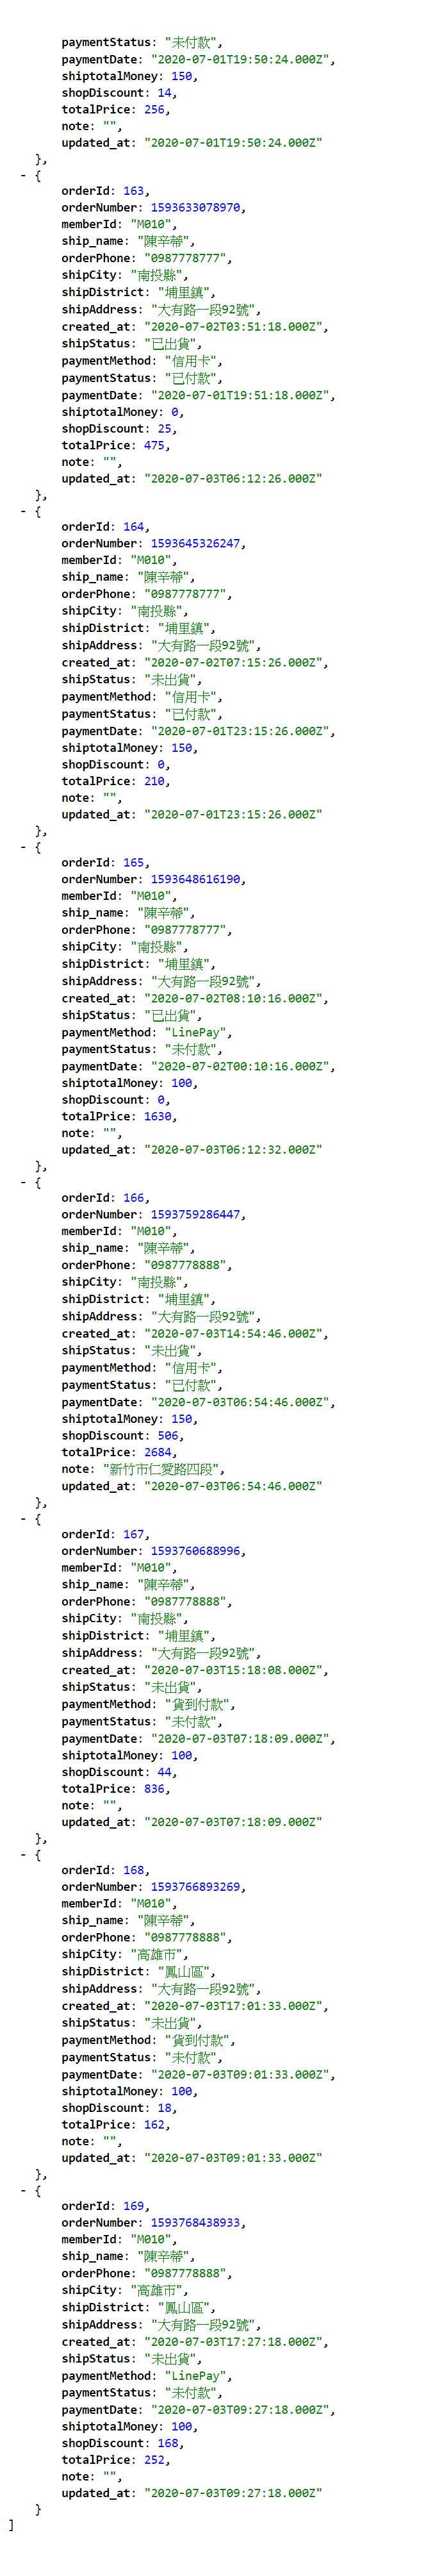 paymentStatus: "未付款",
paymentDate: "2020-07-01T19:50:24.000Z",
shiptotalMoney: 150,
shopDiscount: 14,
totalPrice: 256,
note: "",
updated_at: "2020-07-01T19:50:24.000Z"
},
- {
orderId: 163,
orderNumber: 1593633078970,
memberId: "M010",
ship_name: "陳辛蒂",
orderPhone: "0987778777",
shipCity: "南投縣",
shipDistrict: "埔里鎮",
shipAddress: "大有路一段92號",
created_at: "2020-07-02T03:51:18.000Z",
shipStatus: "已出貨",
paymentMethod: "信用卡",
paymentStatus: "已付款",
paymentDate: "2020-07-01T19:51:18.000Z",
shiptotalMoney: 0,
shopDiscount: 25,
totalPrice: 475,
note: "",
updated_at: "2020-07-03T06:12:26.000Z"
},
- {
orderId: 164,
orderNumber: 1593645326247,
memberId: "M010",
ship_name: "陳辛蒂",
orderPhone: "0987778777",
shipCity: "南投縣",
shipDistrict: "埔里鎮",
shipAddress: "大有路一段92號",
created_at: "2020-07-02T07:15:26.000Z",
shipStatus: "未出貨",
paymentMethod: "信用卡",
paymentStatus: "已付款",
paymentDate: "2020-07-01T23:15:26.000Z",
shiptotalMoney: 150,
shopDiscount: 0,
totalPrice: 210,
note: "",
updated_at: "2020-07-01T23:15:26.000Z"
},
- {
orderId: 165,
orderNumber: 1593648616190,
memberId: "M010",
ship_name: "陳辛蒂",
orderPhone: "0987778777",
shipCity: "南投縣",
shipDistrict: "埔里鎮",
shipAddress: "大有路一段92號",
created_at: "2020-07-02T08:10:16.000Z",
shipStatus: "已出貨",
paymentMethod: "LinePay",
paymentStatus: "未付款",
paymentDate: "2020-07-02T00:10:16.000Z",
shiptotalMoney: 100,
shopDiscount: 0,
totalPrice: 1630,
note: "",
updated_at: "2020-07-03T06:12:32.000Z"
},
- {
orderId: 166,
orderNumber: 1593759286447,
memberId: "M010",
ship_name: "陳辛蒂",
orderPhone: "0987778888",
shipCity: "南投縣",
shipDistrict: "埔里鎮",
shipAddress: "大有路一段92號",
created_at: "2020-07-03T14:54:46.000Z",
shipStatus: "未出貨",
paymentMethod: "信用卡",
paymentStatus: "已付款",
paymentDate: "2020-07-03T06:54:46.000Z",
shiptotalMoney: 150,
shopDiscount: 506,
totalPrice: 2684,
note: "新竹市仁愛路四段",
updated_at: "2020-07-03T06:54:46.000Z"
},
- {
orderId: 167,
orderNumber: 1593760688996,
memberId: "M010",
ship_name: "陳辛蒂",
orderPhone: "0987778888",
shipCity: "南投縣",
shipDistrict: "埔里鎮",
shipAddress: "大有路一段92號",
created_at: "2020-07-03T15:18:08.000Z",
shipStatus: "未出貨",
paymentMethod: "貨到付款",
paymentStatus: "未付款",
paymentDate: "2020-07-03T07:18:09.000Z",
shiptotalMoney: 100,
shopDiscount: 44,
totalPrice: 836,
note: "",
updated_at: "2020-07-03T07:18:09.000Z"
},
- {
orderId: 168,
orderNumber: 1593766893269,
memberId: "M010",
ship_name: "陳辛蒂",
orderPhone: "0987778888",
shipCity: "高雄市",
shipDistrict: "鳳山區",
shipAddress: "大有路一段92號",
created_at: "2020-07-03T17:01:33.000Z",
shipStatus: "未出貨",
paymentMethod: "貨到付款",
paymentStatus: "未付款",
paymentDate: "2020-07-03T09:01:33.000Z",
shiptotalMoney: 100,
shopDiscount: 18,
totalPrice: 162,
note: "",
updated_at: "2020-07-03T09:01:33.000Z"
},
- {
orderId: 169,
orderNumber: 1593768438933,
memberId: "M010",
ship_name: "陳辛蒂",
orderPhone: "0987778888",
shipCity: "高雄市",
shipDistrict: "鳳山區",
shipAddress: "大有路一段92號",
created_at: "2020-07-03T17:27:18.000Z",
shipStatus: "未出貨",
paymentMethod: "LinePay",
paymentStatus: "未付款",
paymentDate: "2020-07-03T09:27:18.000Z",
shiptotalMoney: 100,
shopDiscount: 168,
totalPrice: 252,
note: "",
updated_at: "2020-07-03T09:27:18.000Z"
}
]